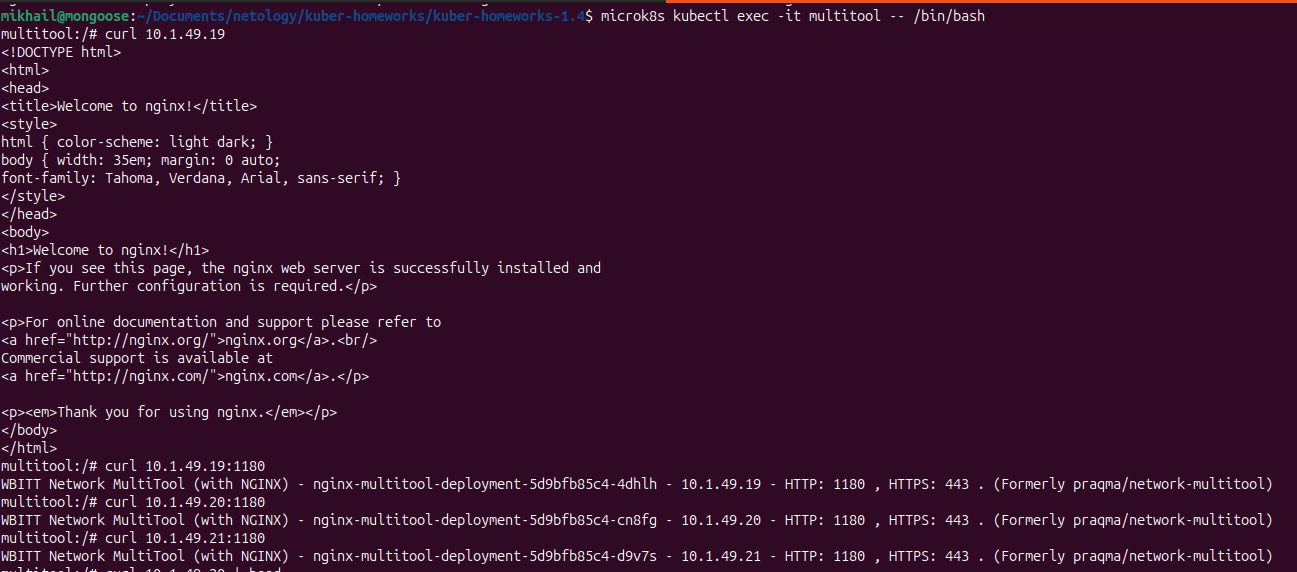 mikhail@mongoose:~/Documents/netology/kuber-homeworks/kuber-homeworks-1.4$ microk8s kubectl exec -it multitool -- /bin/bash
multitool:/# curl 10.1.49.19
<!DOCTYPE html>
<html>
<head>
<title>Welcome to nginx!</title>
<style>
html { color-scheme: light dark; }
body { width: 35em; margin: 0 auto;
font-family: Tahoma, Verdana, Arial, sans-serif; }
</style>
</head>
<body>
<h1>Welcome to nginx!</h1>
<p>If you see this page, the nginx web server is successfully installed and
working. Further configuration is required.</p>

<p>For online documentation and support please refer to
<a href="http://nginx.org/">nginx.org</a>.<br/>
Commercial support is available at
<a href="http://nginx.com/">nginx.com</a>.</p>

<p><em>Thank you for using nginx.</em></p>
</body>
</html>
multitool:/# curl 10.1.49.19:1180
WBITT Network MultiTool (with NGINX) - nginx-multitool-deployment-5d9bfb85c4-4dhlh - 10.1.49.19 - HTTP: 1180 , HTTPS: 443 . (Formerly praqma/network-multitool)
multitool:/# curl 10.1.49.20:1180
WBITT Network MultiTool (with NGINX) - nginx-multitool-deployment-5d9bfb85c4-cn8fg - 10.1.49.20 - HTTP: 1180 , HTTPS: 443 . (Formerly praqma/network-multitool)
multitool:/# curl 10.1.49.21:1180
WBITT Network MultiTool (with NGINX) - nginx-multitool-deployment-5d9bfb85c4-d9v7s - 10.1.49.21 - HTTP: 1180 , HTTPS: 443 . (Formerly praqma/network-multitool)